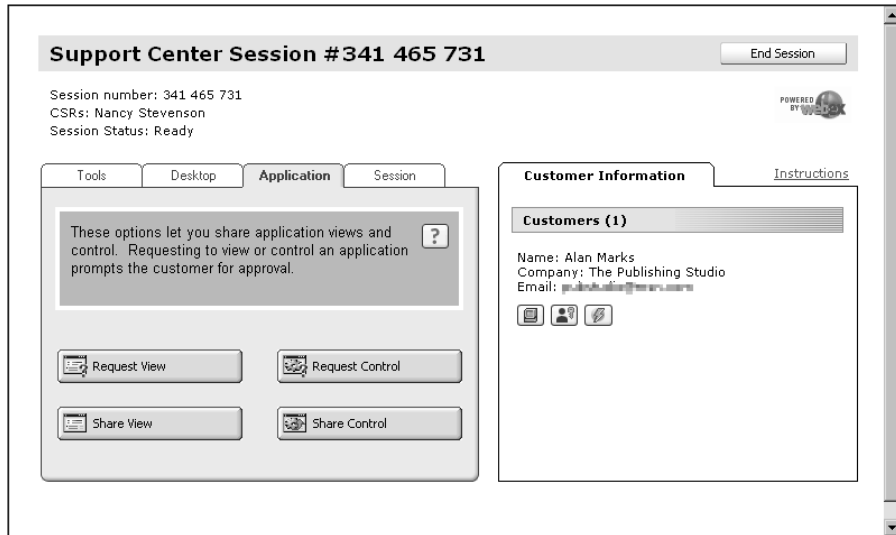 Support Center Session #341 465 731
End Session
Session number: 341 465 731
CSRs: Nancy Stevenson
Session Status: Ready
POWERED
BY webex
Tools Desktop Application Session
These options let you share application views and
control. Requesting to view or control an application
prompts the customer for approval.
?
Request View Request Control
Share View Share Control
Customer Information Instructions
Customers (1)
Name: Alan Marks
Company: The Publishing Studio
Email: